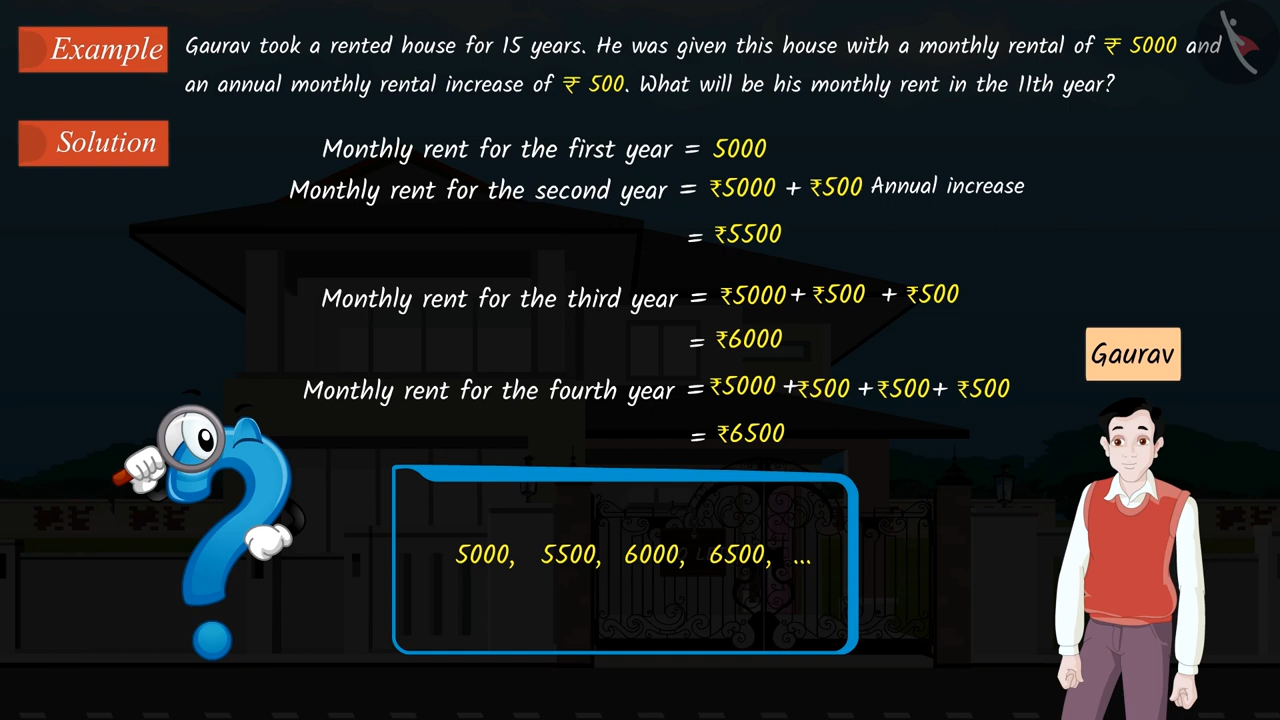 Example
Gaurav took a rented house for 15 years. He was given this house with a monthly rental of ₹ 5000 and
an annual monthly rental increase of ₹ 500. What will be his monthly rent in the 11th year?
Solution
Monthly rent for the first year = 5000
Monthly rent for the second year = ₹5000 + ₹500 Annual increase
= ₹5500
Monthly rent for the third year = ₹5000 + ₹500 + ₹500
= ₹6000
Gaurav
Monthly rent for the fourth year = ₹5000 + ₹500 + ₹500 + ₹500
= ₹6500
5000, 5500, 6000, 6500, ...